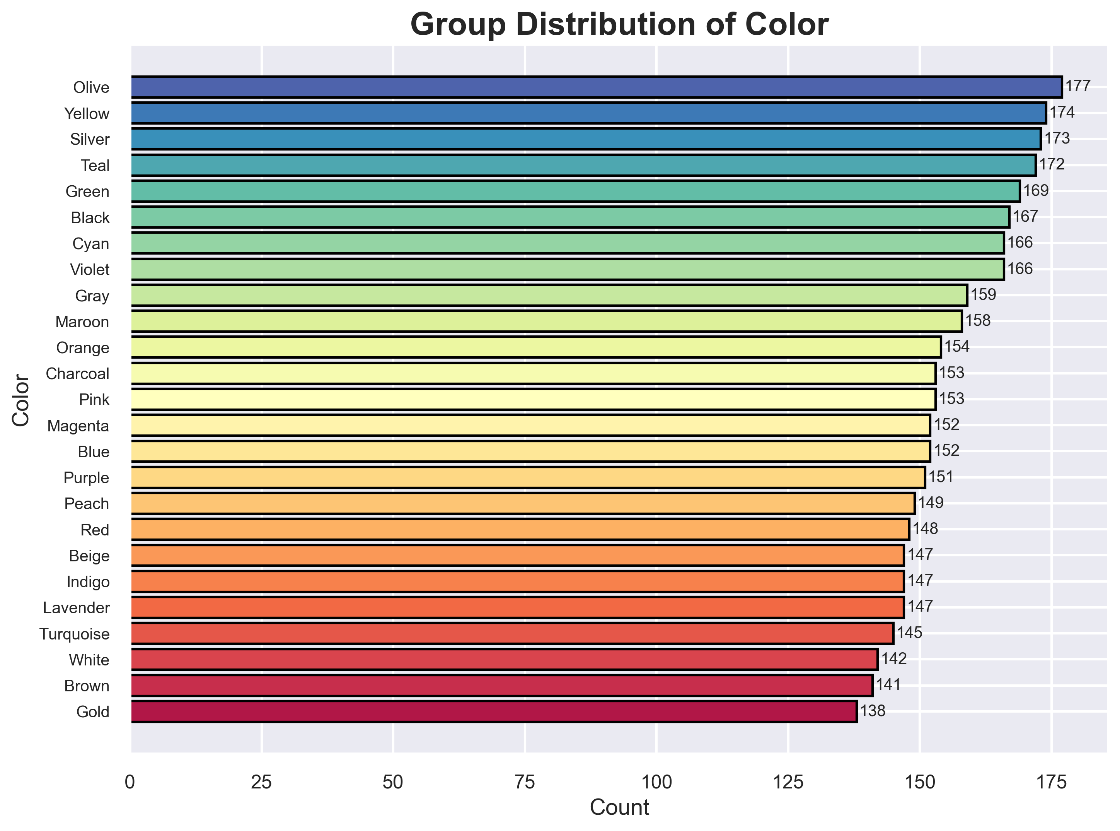 Group Distribution of Color
Color
Olive 177
Yellow 174
Silver 173
Teal 172
Green 169
Black 167
Cyan 166
Violet 166
Gray 159
Maroon 158
Orange 154
Charcoal 153
Pink 153
Magenta 152
Blue 152
Purple 151
Peach 149
Red 148
Beige 147
Indigo 147
Lavender 147
Turquoise 145
White 142
Brown 141
Gold 138
0 25 50 75 100 125 150 175
Count